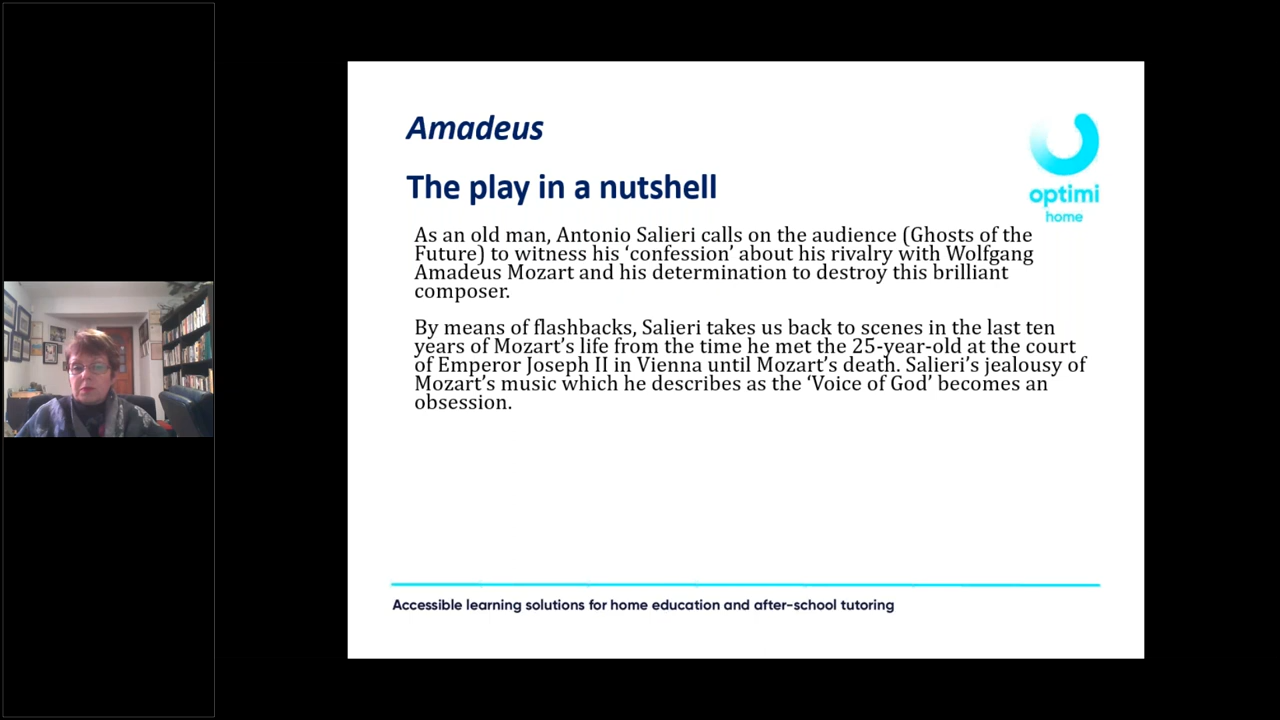 Amadeus
The play in a nutshell
optimi
home
As an old man, Antonio Salieri calls on the audience (Ghosts of the
Future) to witness his ‘confession’ about his rivalry with Wolfgang
Amadeus Mozart and his determination to destroy this brilliant
composer.
By means of flashbacks, Salieri takes us back to scenes in the last ten
years of Mozart’s life from the time he met the 25-year-old at the court
of Emperor Joseph II in Vienna until Mozart’s death. Salieri’s jealousy of
Mozart’s music which he describes as the ‘Voice of God’ becomes an
obsession.
Accessible learning solutions for home education and after-school tutoring